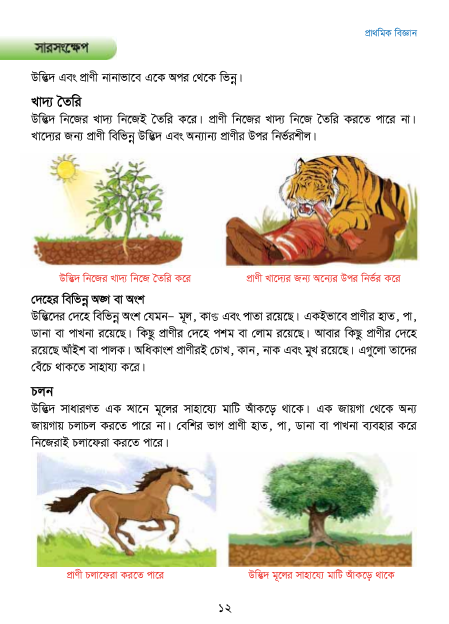 প্রাথমিক বিজ্ঞান
সারসংক্ষেপ
উদ্ভিদ এবং প্রাণী নানাভাবে একে অপর থেকে ভিন্ন।
খাদ্য তৈরি
উদ্ভিদ নিজের খাদ্য নিজেই তৈরি করে। প্রাণী নিজের খাদ্য নিজে তৈরি করতে পারে না।
খাদ্যের জন্য প্রাণী বিভিন্ন উদ্ভিদ এবং অন্যান্য প্রাণীর উপর নির্ভরশীল।
উদ্ভিদ নিজের খাদ্য নিজে তৈরি করে
প্রাণী খাদ্যের জন্য অন্যের উপর নির্ভর করে
দেহের বিভিন্ন অঙ্গ বা অংশ
উদ্ভিদের দেহে বিভিন্ন অংশ যেমন– মূল, কাণ্ড এবং পাতা রয়েছে। একইভাবে প্রাণীর হাত, পা,
ডানা বা পাখনা রয়েছে। কিছু প্রাণীর দেহে পশম বা লোম রয়েছে। আবার কিছু প্রাণীর দেহে
রয়েছে আঁইশ বা পালক। অধিকাংশ প্রাণীরই চোখ, কান, নাক এবং মুখ রয়েছে। এগুলো তাদের
বেঁচে থাকতে সাহায্য করে।
চলন
উদ্ভিদ সাধারণত এক স্থানে মূলের সাহায্যে মাটি আঁকড়ে থাকে। এক জায়গা থেকে অন্য
জায়গায় চলাচল করতে পারে না। বেশির ভাগ প্রাণী হাত, পা, ডানা বা পাখনা ব্যবহার করে
নিজেরাই চলাফেরা করতে পারে।
প্রাণী চলাফেরা করতে পারে
উদ্ভিদ মূলের সাহায্যে মাটি আঁকড়ে থাকে
১২